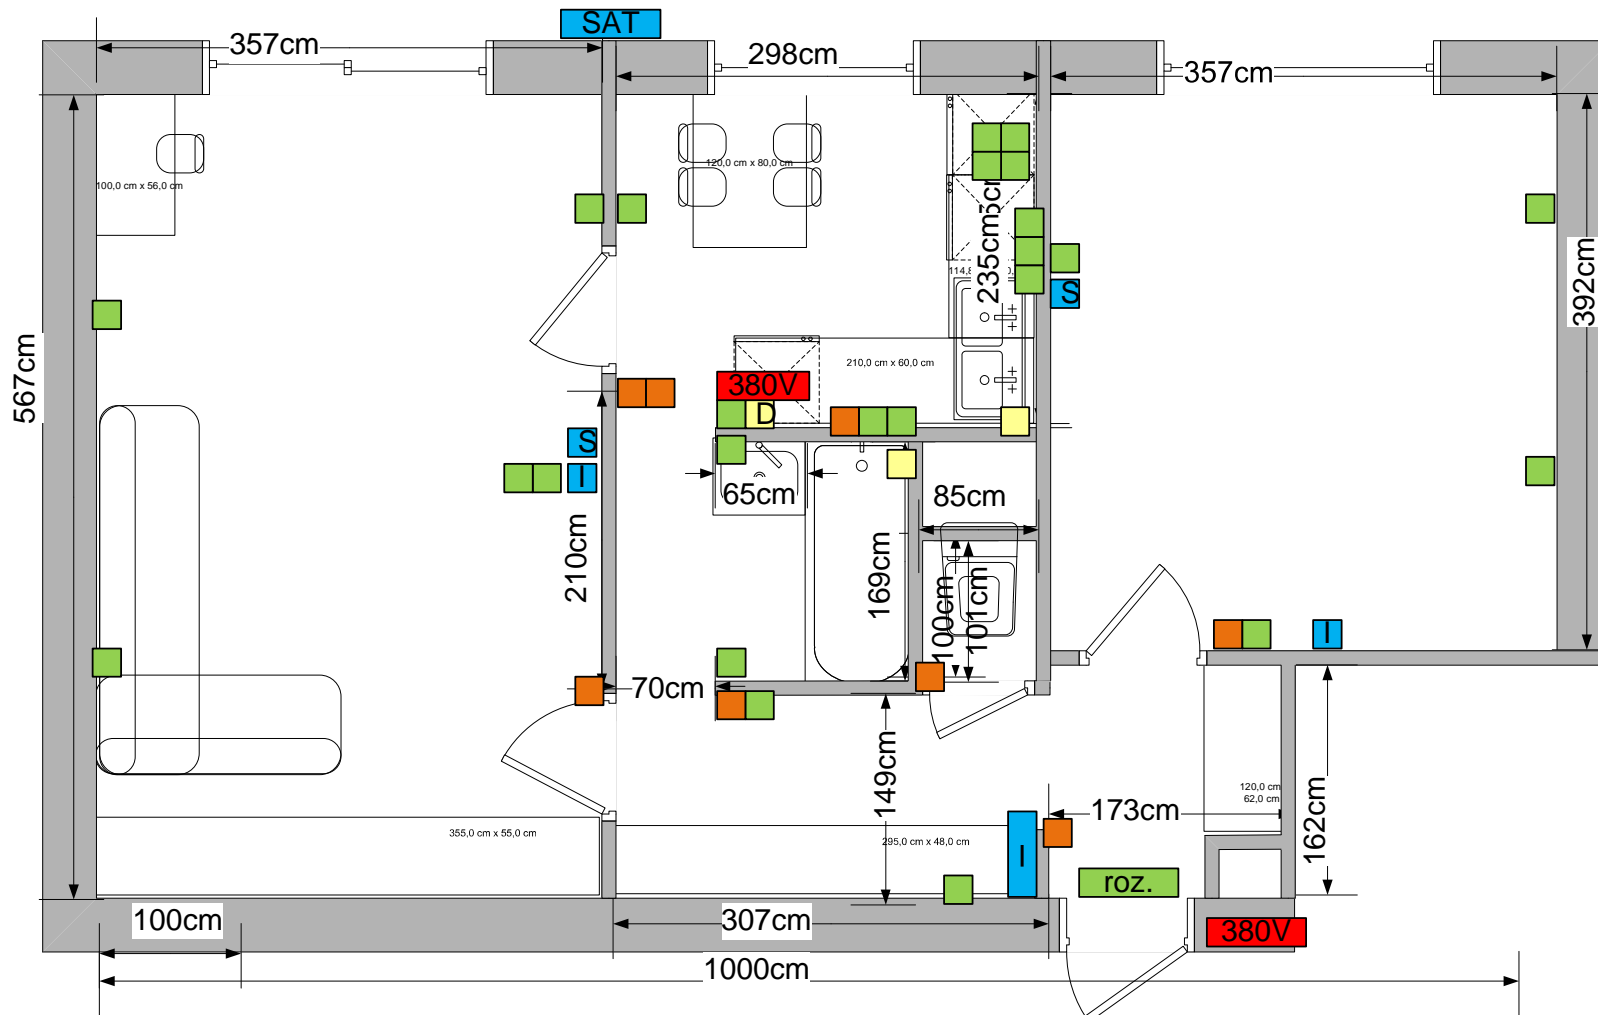 SAT
357cm
298cm
357cm
120,0 cm x 80,0 cm
100,0 cm x 56,0 cm
235cm
392cm
S
567cm
210,0 cm x 60,0 cm
380V
D
S
I
65cm
85cm
210cm
169cm
100cm
101cm
I
70cm
149cm
120,0 cm
62,0 cm
173cm
355,0 cm x 55,0 cm
295,0 cm x 48,0 cm
162cm
I
roz.
100cm
307cm
380V
1000cm